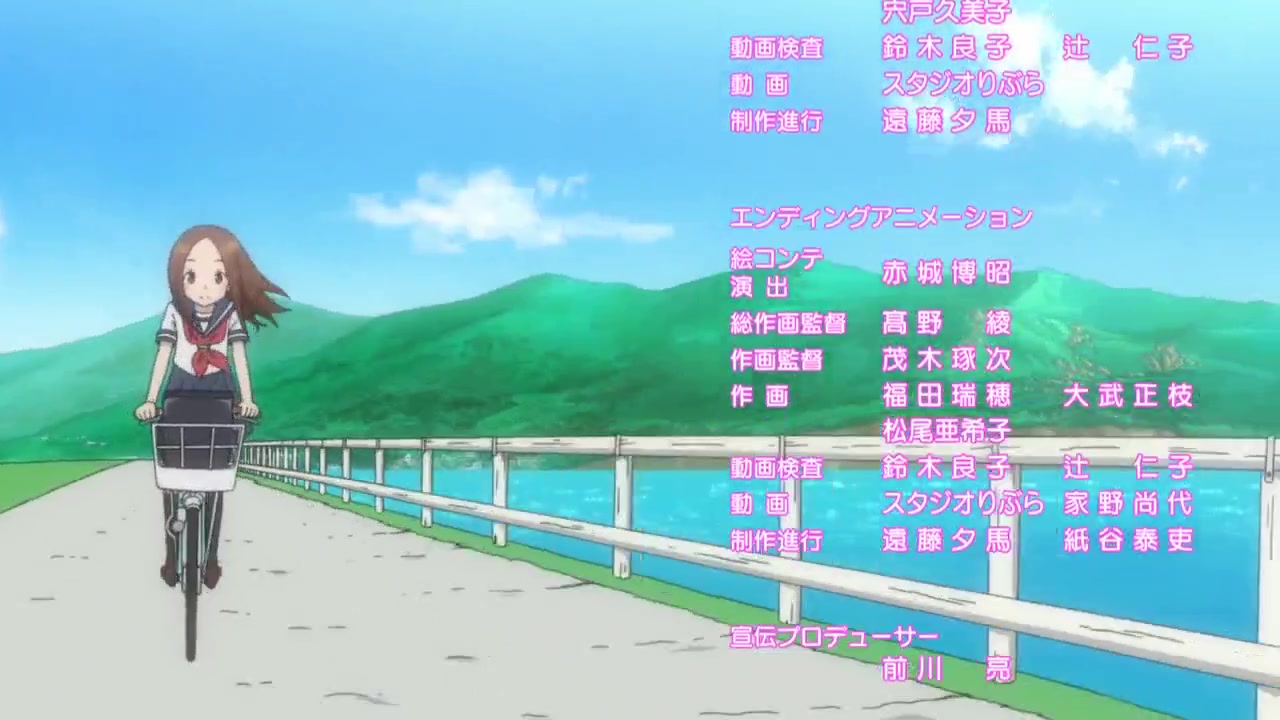 宍戸久美子
動画検査 鈴木良子 辻 仁子
動画 スタジオりぶら
制作進行 遠藤夕馬
エンディングアニメーション
絵コンテ
演出 赤城博昭
総作画監督 髙野 綾
作画監督 茂木琢次
作画 福田瑞穂 大武正枝
松尾亜希子
動画検査 鈴木良子 辻 仁子
動画 スタジオりぶら 家野尚代
制作進行 遠藤夕馬 紙谷泰吏
宣伝プロデューサー
前川 亮